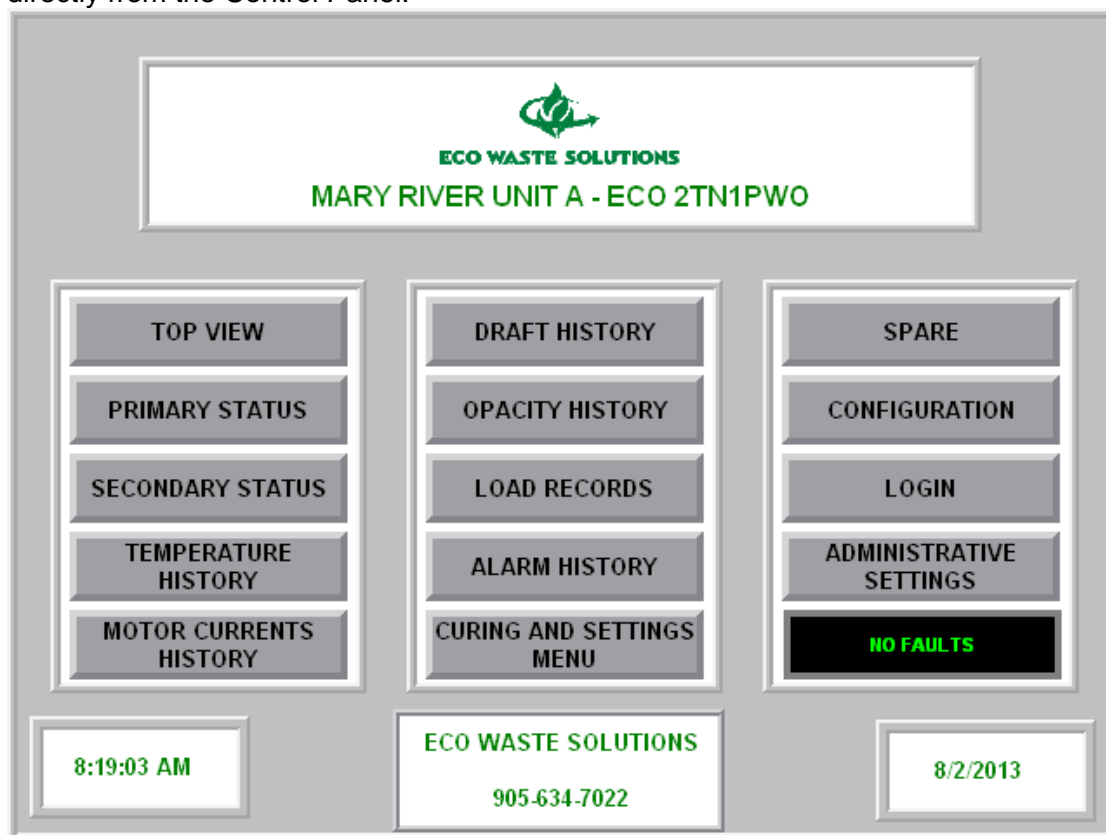 directly from the Control Panel.
ECO WASTE SOLUTIONS
MARY RIVER UNIT A - ECO 2TN1PWO
TOP VIEW
PRIMARY STATUS
SECONDARY STATUS
TEMPERATURE
HISTORY
MOTOR CURRENTS
HISTORY
DRAFT HISTORY
OPACITY HISTORY
LOAD RECORDS
ALARM HISTORY
CURING AND SETTINGS
MENU
SPARE
CONFIGURATION
LOGIN
ADMINISTRATIVE
SETTINGS
NO FAULTS
8:19:03 AM
ECO WASTE SOLUTIONS
905-634-7022
8/2/2013